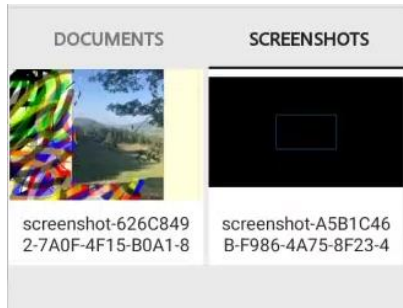 DOCUMENTS
SCREENSHOTS
screenshot-626C849
2-7A0F-4F15-B0A1-8
screenshot-A5B1C46
B-F986-4A75-8F23-4